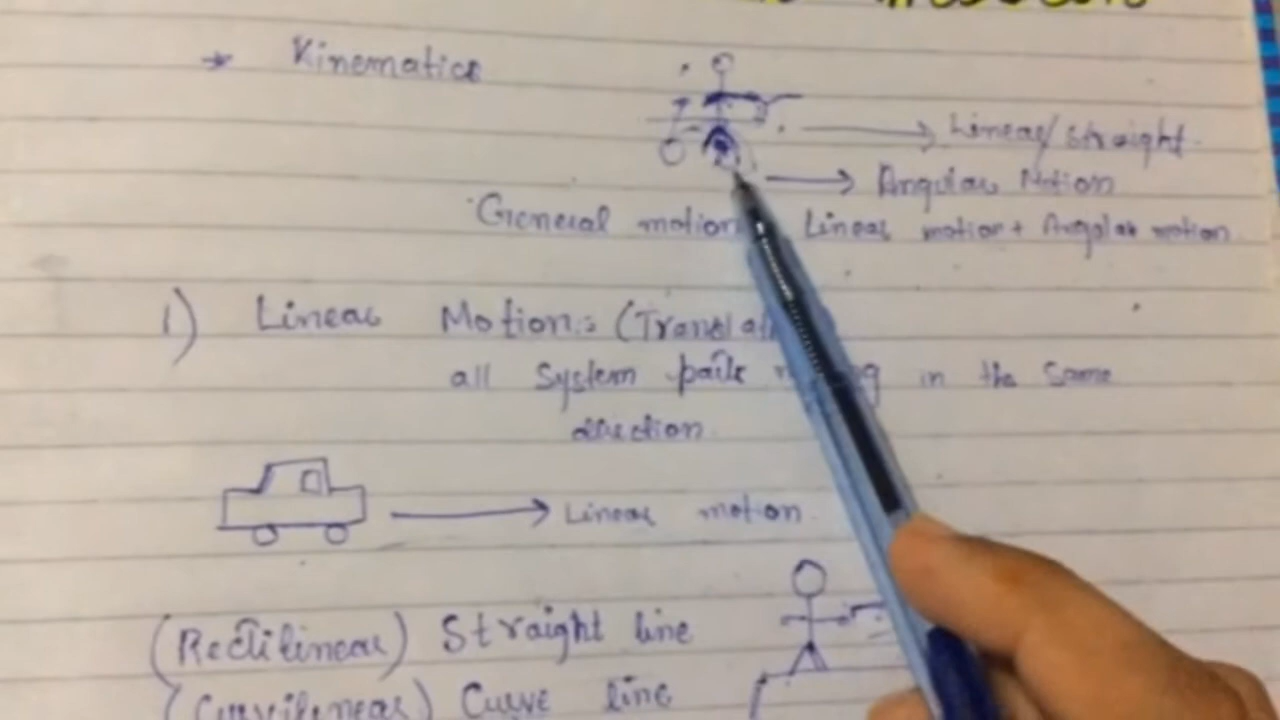 * Kinematics
→ Linear/straight
→ Angular Motion
General motion Linear motion + Angular motion
1) Linear Motion:
all System parts in the same
direction
→ Linear motion
(Rectilinear) Straight line
(Curvilinear) Curve line